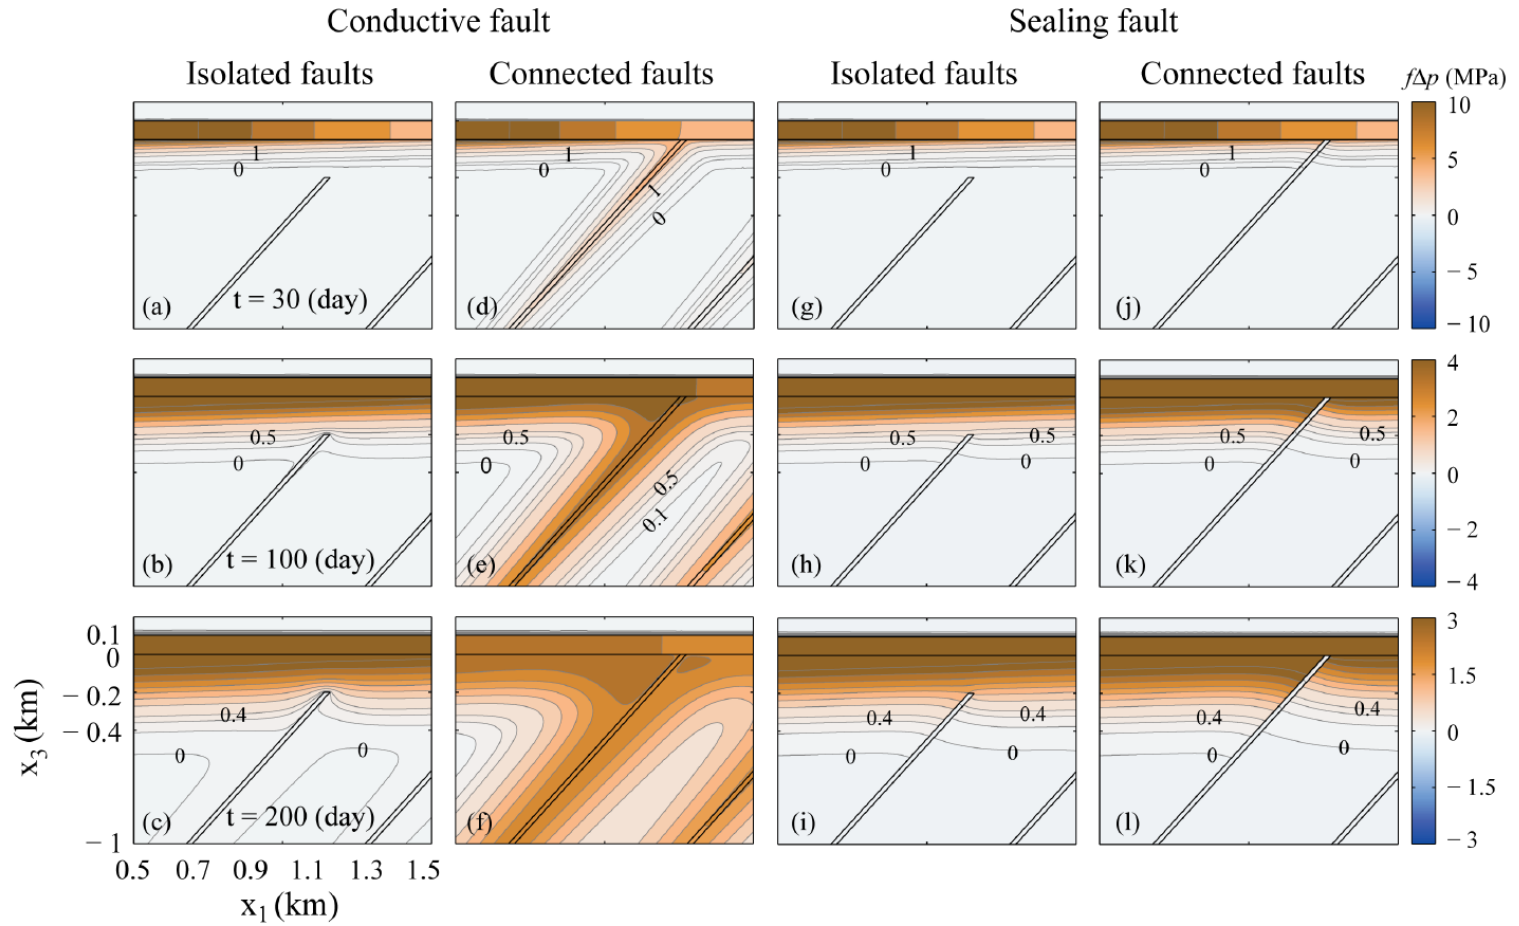 Conductive fault Sealing fault
Isolated faults Connected faults Isolated faults Connected faults fΔp (MPa)
1 0 (a) t = 30 (day)
1 0 1 0 (d)
1 0 (g)
1 0 (j)
10 5 0 −5 −10
0.5 0 (b) t = 100 (day)
0.5 0 0.5 0.1 (e)
0.5 0.5 0 0 (h)
0.5 0.5 0 0 (k)
4 2 0 −2 −4
0.1 0 −0.2 −0.4 −1
x3 (km)
0.4 0 0 (c) t = 200 (day)
(f)
0.4 0.4 0 0 (i)
0.4 0.4 0 0 (l)
3 1.5 0 −1.5 −3
0.5 0.7 0.9 1.1 1.3 1.5
x1 (km)